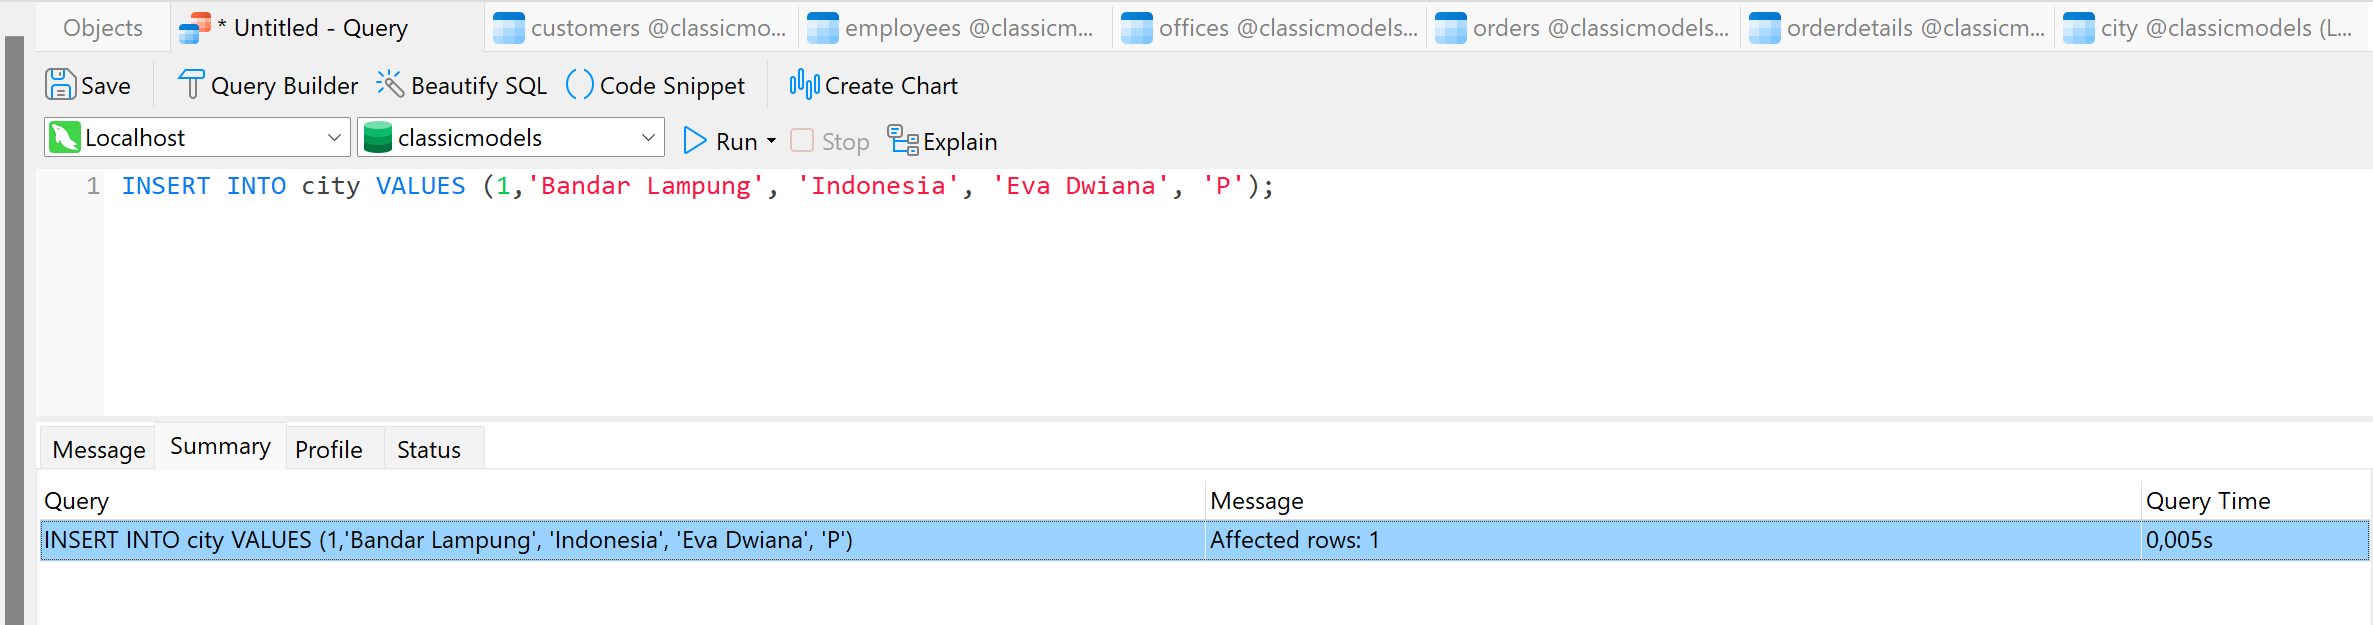 Objects * Untitled - Query customers @classicmo... employees @classicm... offices @classicmodels... orders @classicmodels... orderdetails @classicm... city @classicmodels (L...
Save Query Builder Beautify SQL Code Snippet Create Chart
Localhost classicmodels Run Stop Explain
1 INSERT INTO city VALUES (1,'Bandar Lampung', 'Indonesia', 'Eva Dwiana', 'P');
Message Summary Profile Status
Query Message Query Time
INSERT INTO city VALUES (1,'Bandar Lampung', 'Indonesia', 'Eva Dwiana', 'P') Affected rows: 1 0,005s